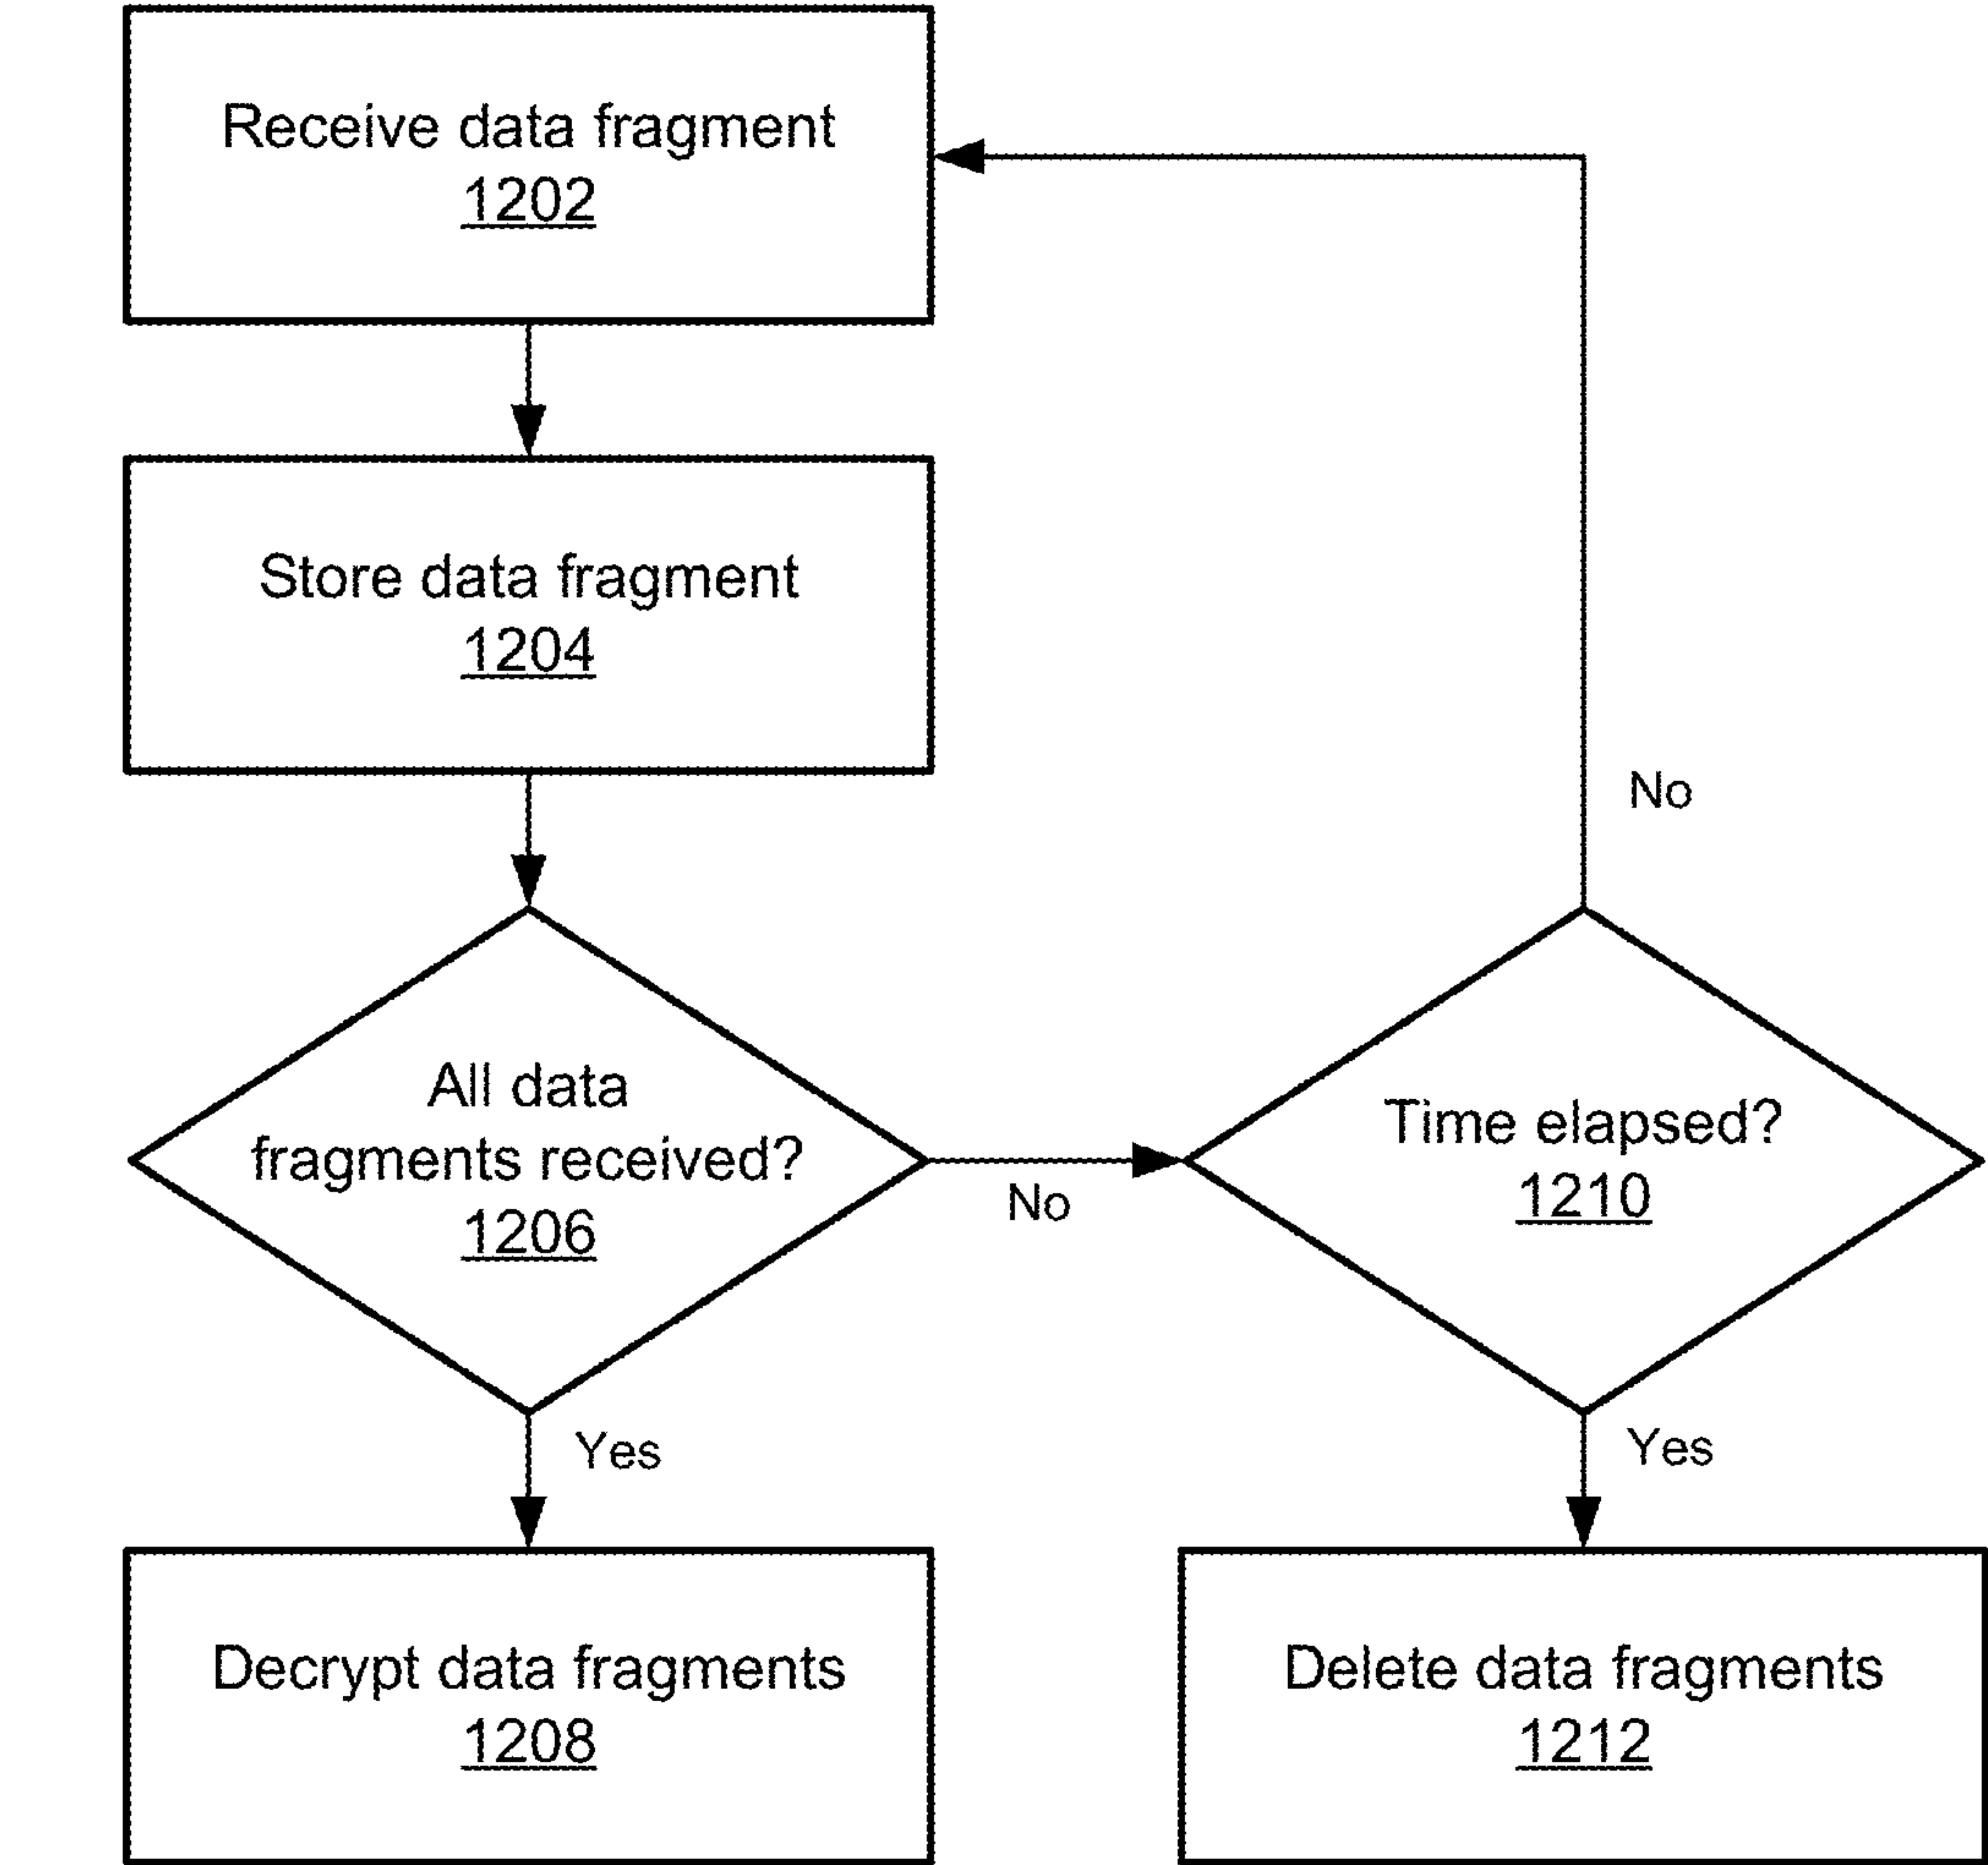 Receive data fragment
1202
Store data fragment
1204
No
All data
fragments received?
1206
No
Time elapsed?
1210
Yes
Yes
Decrypt data fragments
1208
Delete data fragments
1212